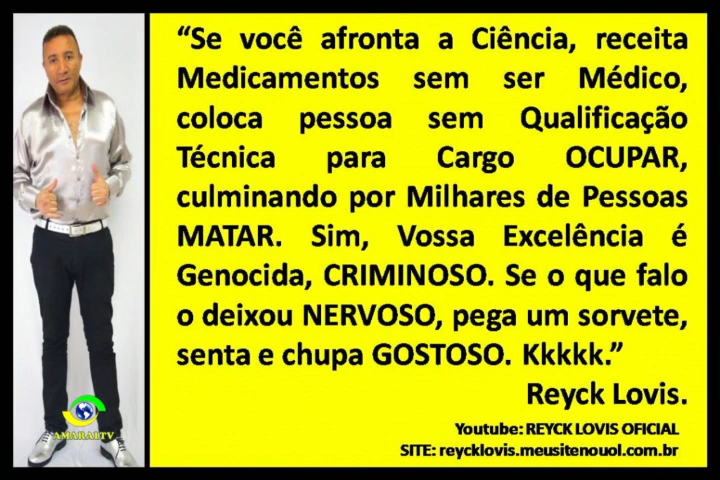 “Se você afronta a Ciência, receita
Medicamentos sem ser Médico,
coloca pessoa sem Qualificação
Técnica para Cargo OCUPAR,
culminando por Milhares de Pessoas
MATAR. Sim, Vossa Excelência é
Genocida, CRIMINOSO. Se o que falo
o deixou NERVOSO, pega um sorvete,
senta e chupa GOSTOSO. Kkkkk.”
Reyck Lovis.
Youtube: REYCK LOVIS OFICIAL
SITE: reycklovis.meusitenouol.com.br
AMARAITV